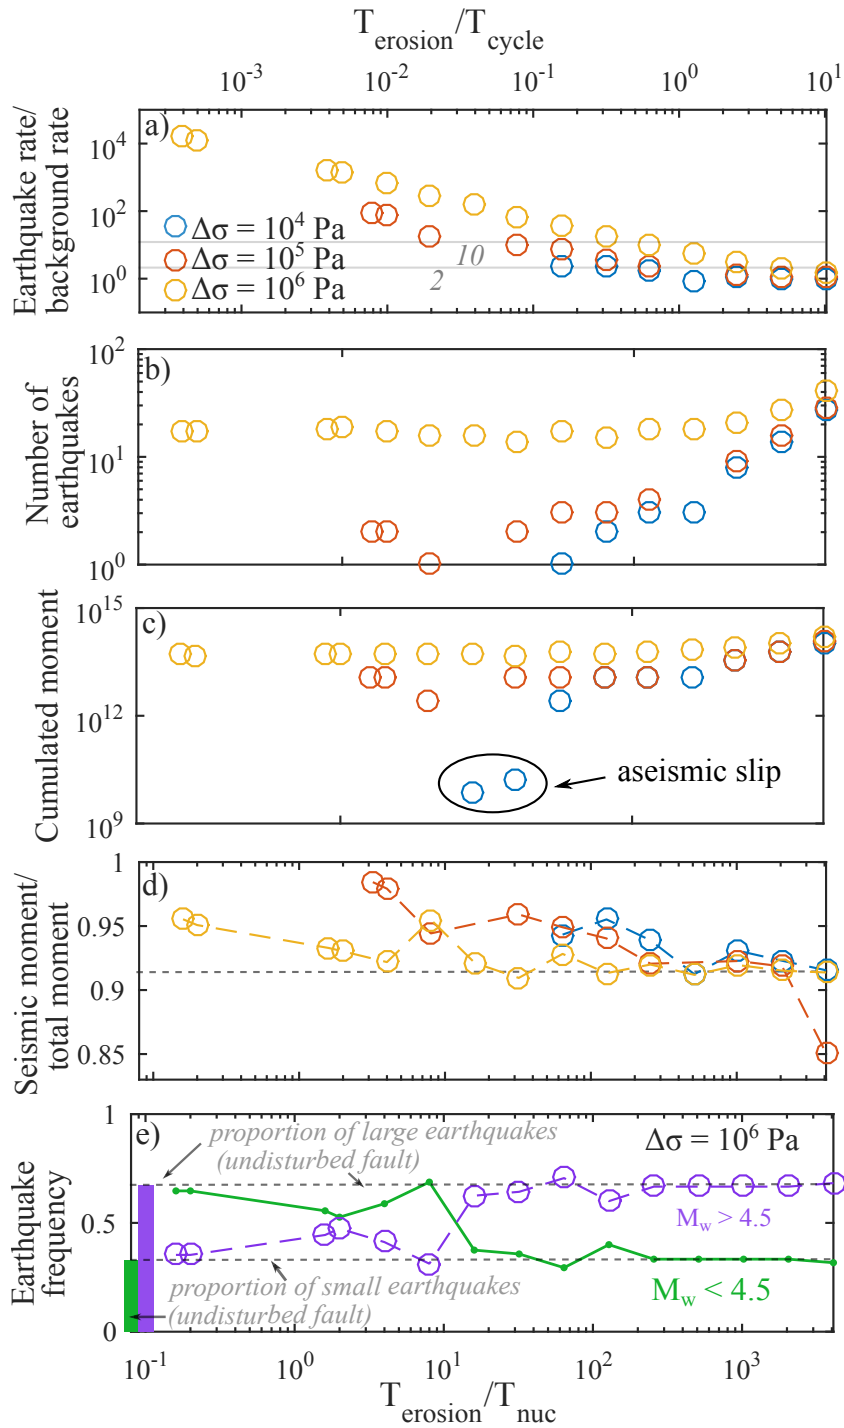 T_erosion/T_cycle
10^-3 10^-2 10^-1 10^0 10^1
Earthquake rate/
background rate
a)
10^4
10^2
10^0
Δσ = 10^4 Pa
Δσ = 10^5 Pa
Δσ = 10^6 Pa
10
2
Number of
earthquakes
b)
10^2
10^1
10^0
Cumulated moment
c)
10^15
10^12
10^9
aseismic slip
Seismic moment/
total moment
d)
1
0.95
0.9
0.85
Earthquake
frequency
e)
1
0.5
0
proportion of large earthquakes
(undisturbed fault)
Δσ = 10^6 Pa
M_w > 4.5
proportion of small earthquakes
(undisturbed fault)
M_w < 4.5
10^-1 10^0 10^1 10^2 10^3
T_erosion/T_nuc